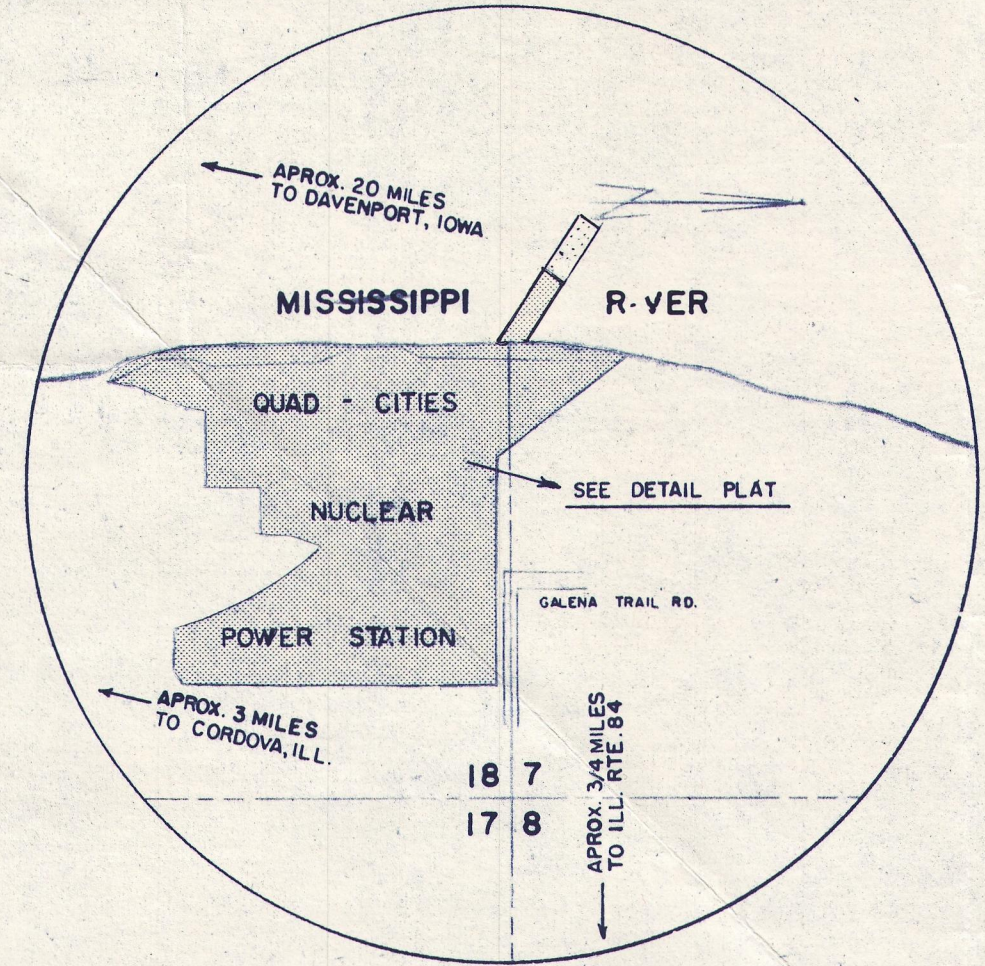 APROX. 20 MILES
TO DAVENPORT, IOWA
MISSISSIPPI R-VER
QUAD - CITIES
SEE DETAIL PLAT
NUCLEAR
GALENA TRAIL RD.
POWER STATION
APROX. 3 MILES
TO CORDOVA, ILL.
APROX. 3/4 MILES
TO ILL. RTE. 84
18 7
17 8